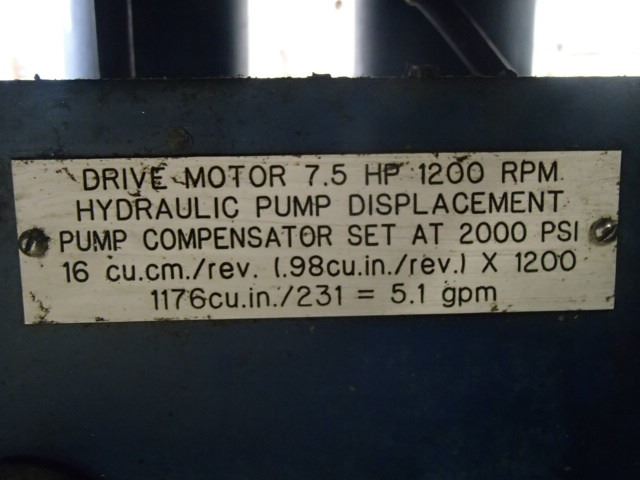 DRIVE MOTOR 7.5 HP 1200 RPM
HYDRAULIC PUMP DISPLACEMENT
PUMP COMPENSATOR SET AT 2000 PSI
16 cu.cm./rev. (.98cu.in./rev.) X 1200
1176cu.in./231 = 5.1 gpm